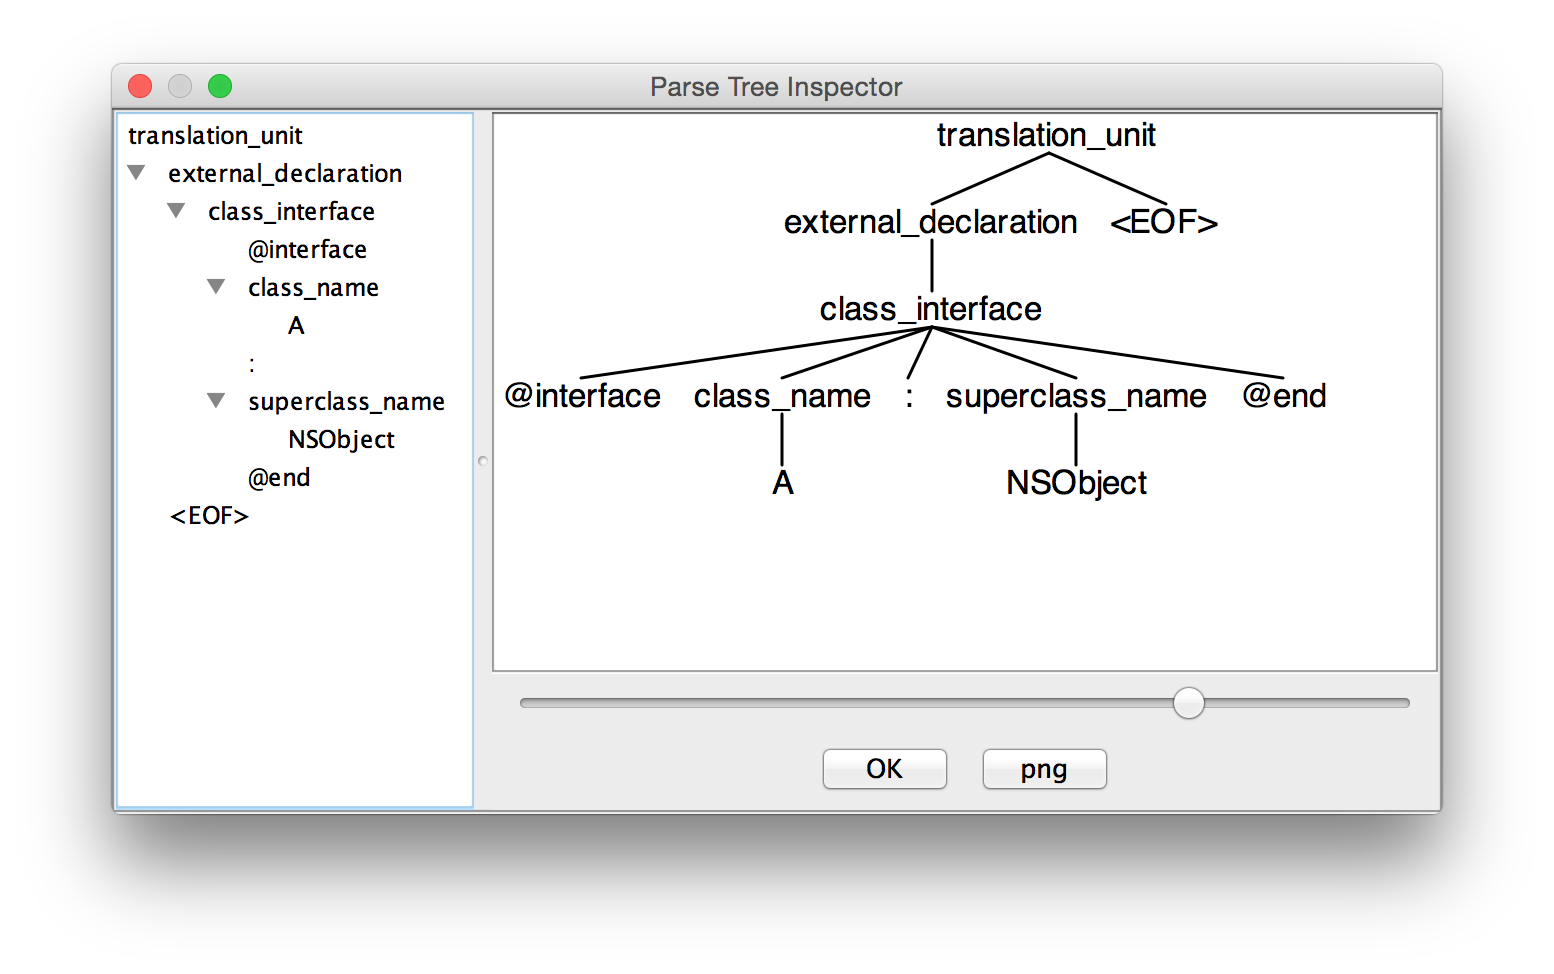 Parse Tree Inspector
translation_unit
external_declaration
class_interface
@interface
class_name
A
:
superclass_name
NSObject
@end
<EOF>
translation_unit
external_declaration <EOF>
class_interface
@interface class_name : superclass_name @end
A NSObject
OK png